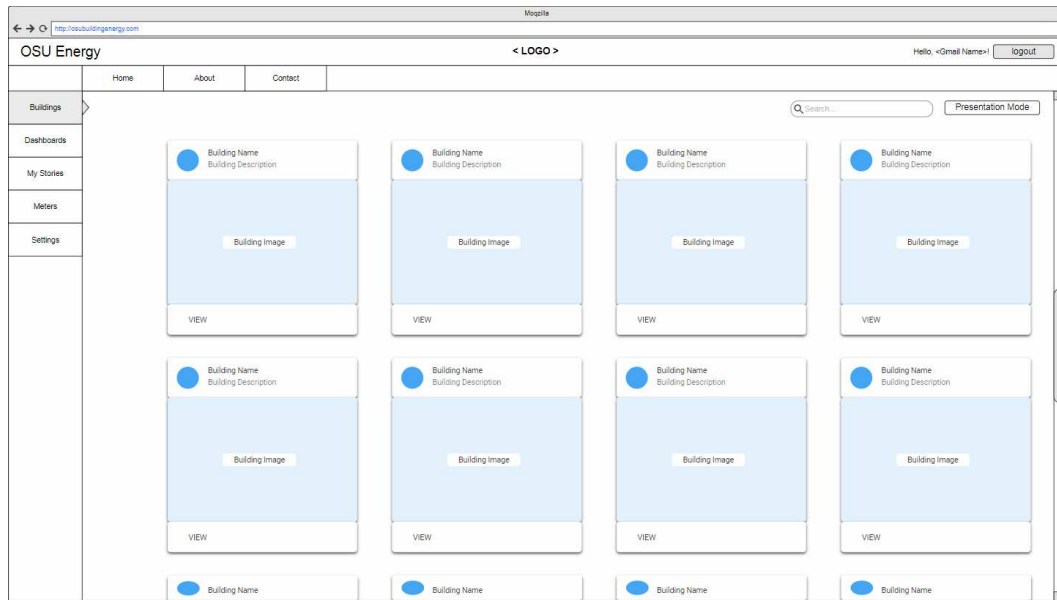 Moqzilla
http://osubuildingenergy.com
OSU Energy
< LOGO >
Hello, <Gmail Name>!
logout
Home
About
Contact
Buildings
Dashboards
My Stories
Meters
Settings
Search...
Presentation Mode
Building Name
Building Description
Building Image
VIEW
Building Name
Building Description
Building Image
VIEW
Building Name
Building Description
Building Image
VIEW
Building Name
Building Description
Building Image
VIEW
Building Name
Building Description
Building Image
VIEW
Building Name
Building Description
Building Image
VIEW
Building Name
Building Description
Building Image
VIEW
Building Name
Building Description
Building Image
VIEW
Building Name
Building Name
Building Name
Building Name